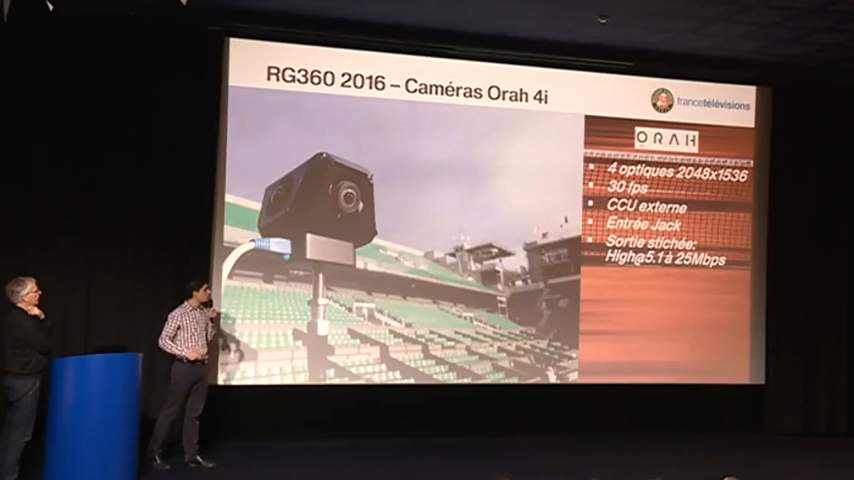 RG360 2016 – Caméras Orah 4i
francetélévisions
ORAH
▪ 4 optiques 2048x1536
▪ 30 fps
▪ CCU externe
▪ Entrée Jack
▪ Sortie stichée:
High@5.1 à 25Mbps